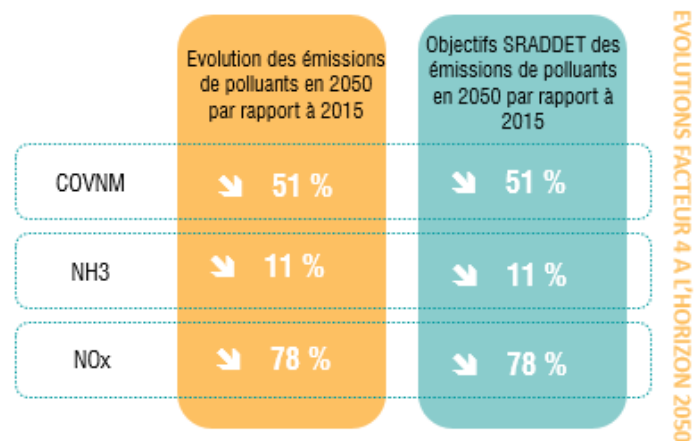 Evolution des émissions
de polluants en 2050
par rapport à 2015
Objectifs SRADDET des
émissions de polluants
en 2050 par rapport à
2015
COVNM
51 %
51 %
NH3
11 %
11 %
NOx
78 %
78 %
EVOLUTIONS FACTEUR 4 A L'HORIZON 2050